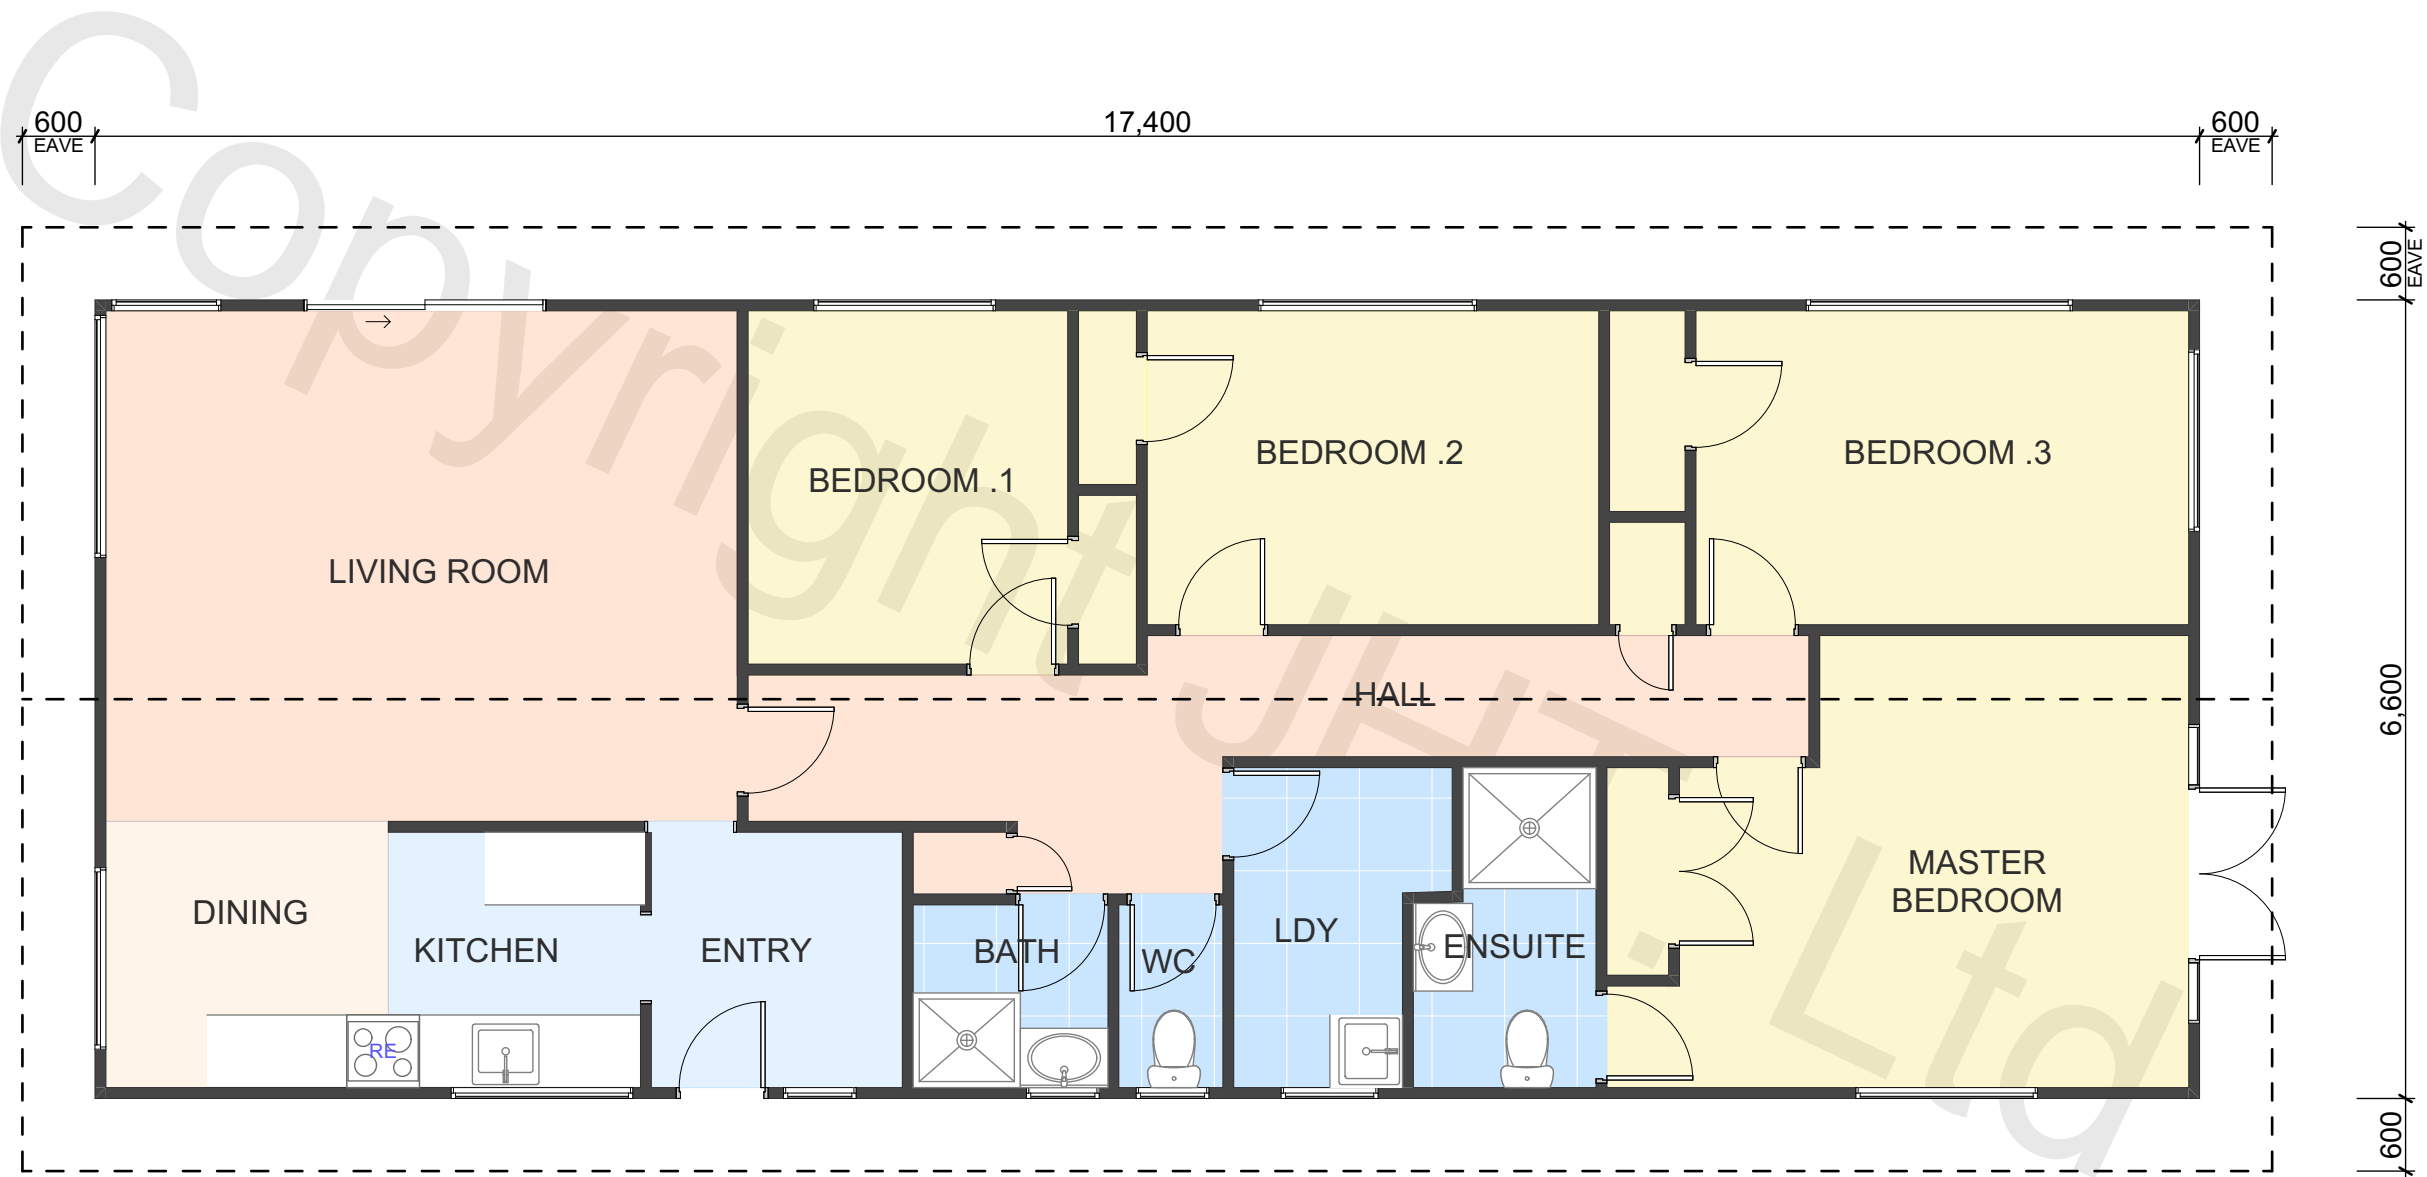 600
EAVE
17,400
600
EAVE
600
EAVE
BEDROOM .1
BEDROOM .2
BEDROOM .3
LIVING ROOM
HALL
6,600
MASTER
BEDROOM
DINING
KITCHEN
ENTRY
BATH
WC
LDY
ENSUITE
RE
600
Copyright JHT i Ltd